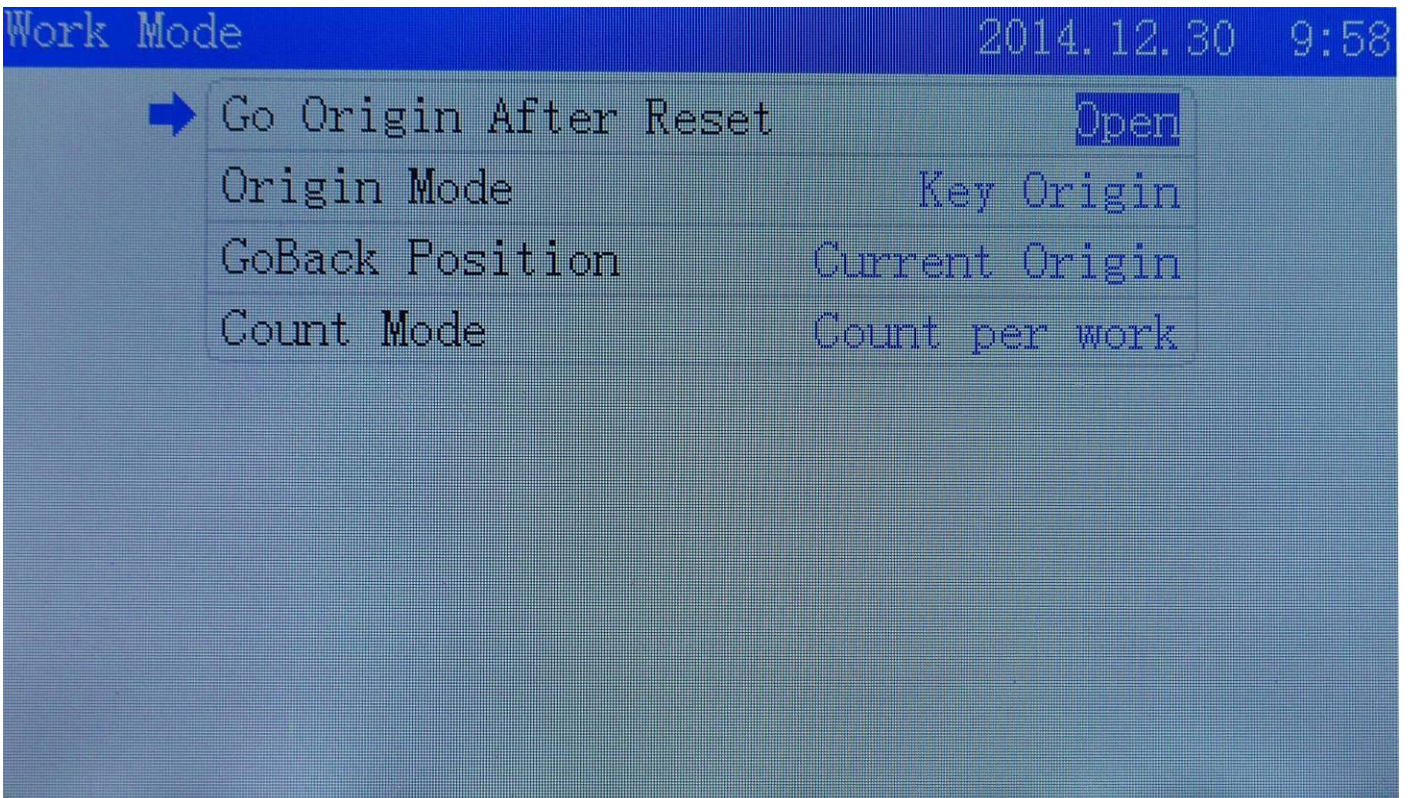 Work Mode 2014.12.30 9:58
Go Origin After Reset Open
Origin Mode Key Origin
GoBack Position Current Origin
Count Mode Count per work